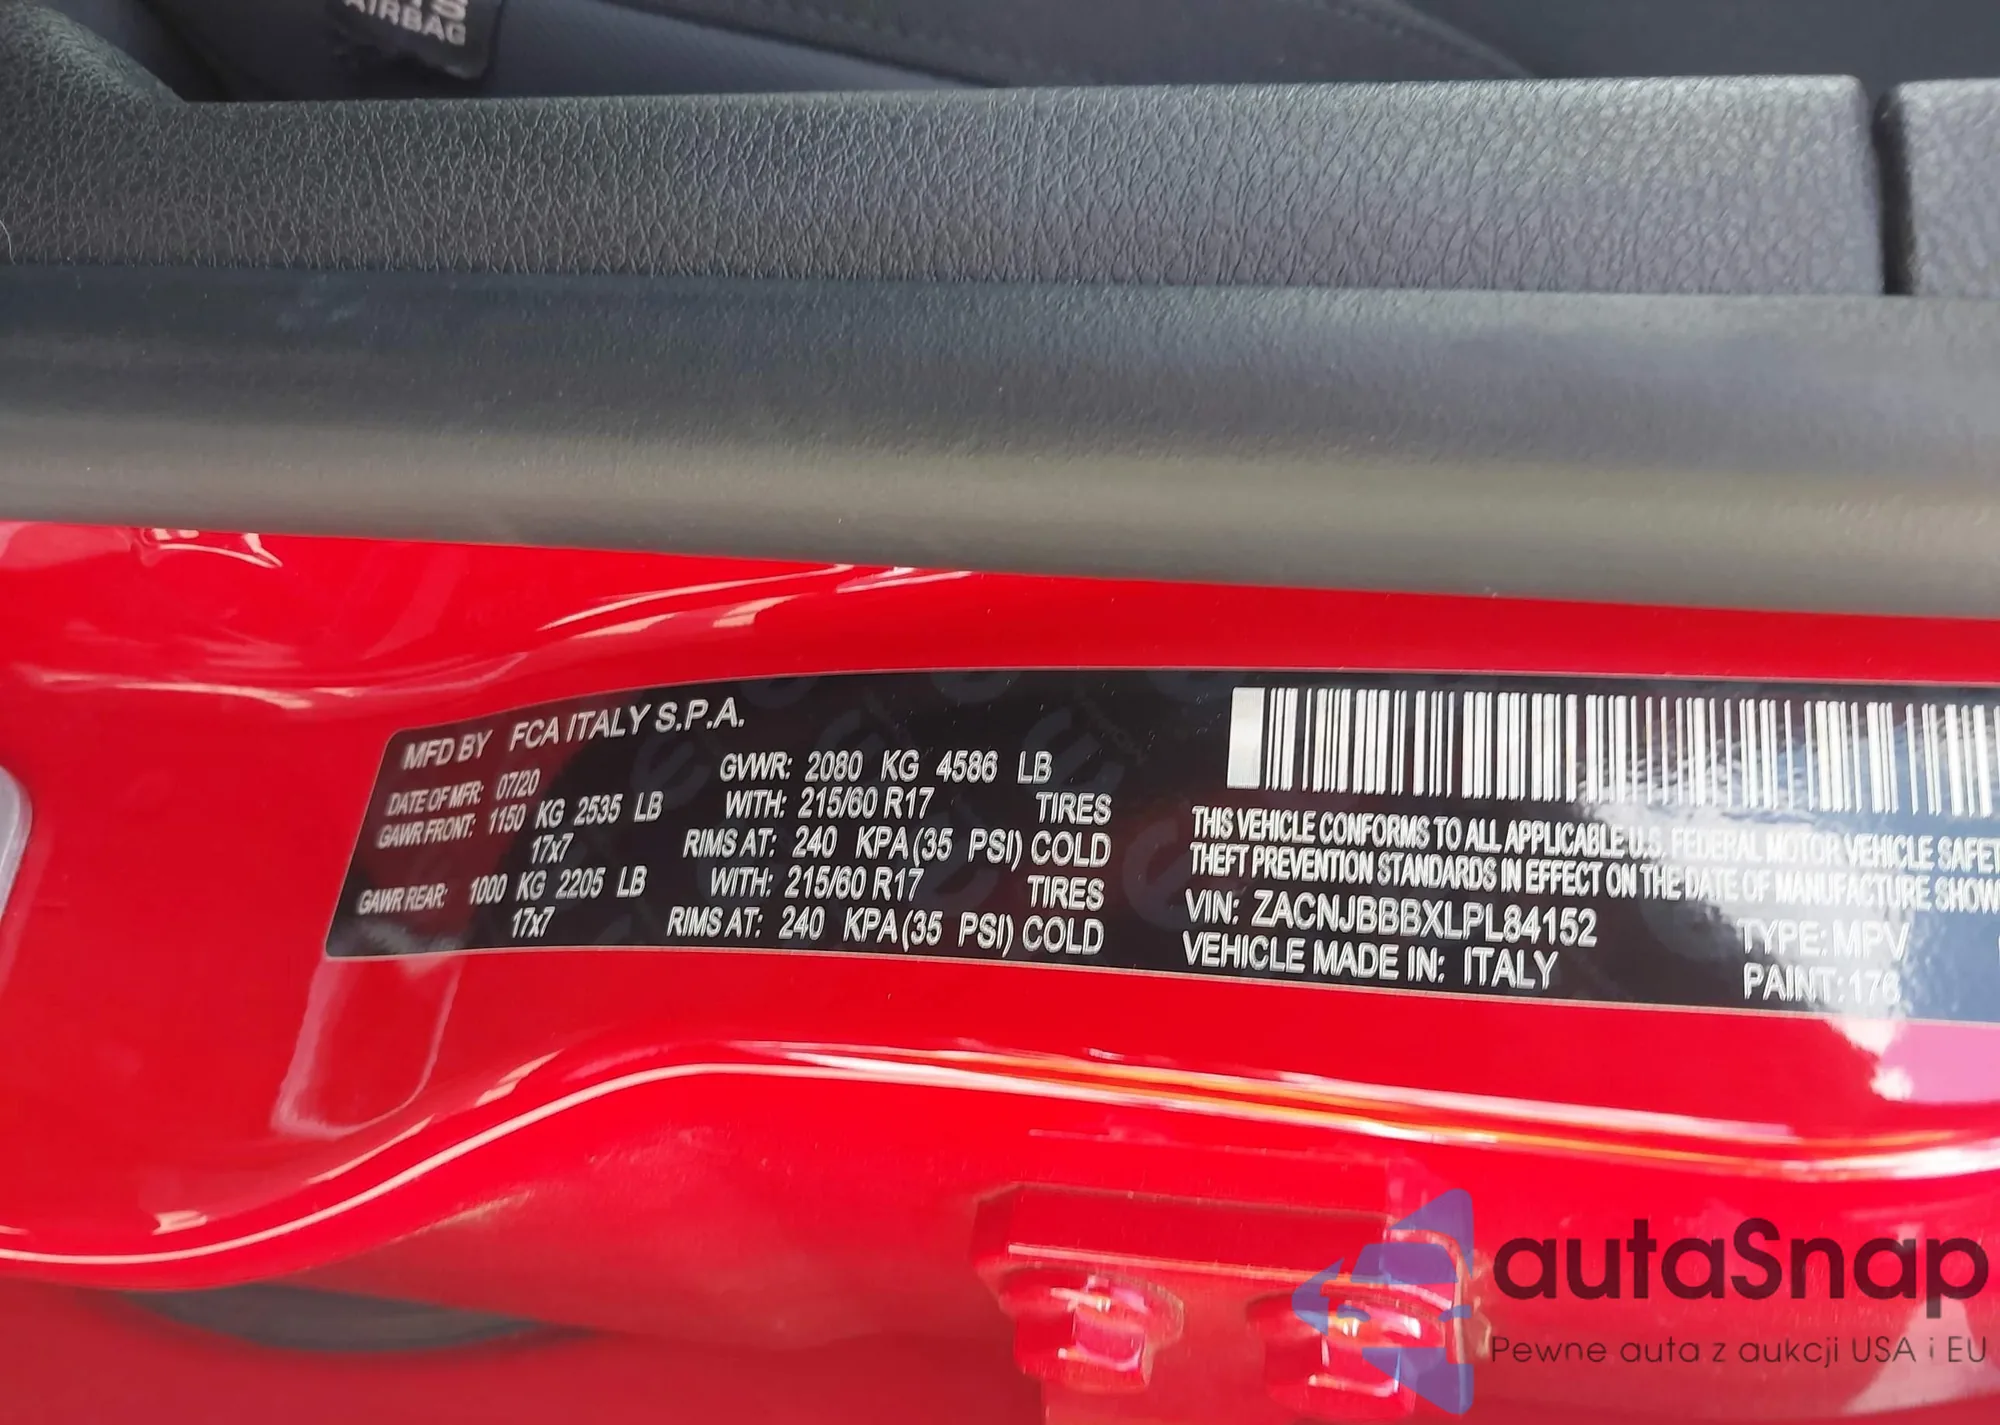 AIRBAG
MFD BY FCA ITALY S.P.A.
DATE OF MFR: 07/20 GVWR: 2080 KG 4586 LB
GAWR FRONT: 1150 KG 2535 LB WITH: 215/60 R17 TIRES
17x7 RIMS AT: 240 KPA (35 PSI) COLD
GAWR REAR: 1000 KG 2205 LB WITH: 215/60 R17 TIRES
17x7 RIMS AT: 240 KPA (35 PSI) COLD
THIS VEHICLE CONFORMS TO ALL APPLICABLE U.S. FEDERAL MOTOR VEHICLE SAFET
THEFT PREVENTION STANDARDS IN EFFECT ON THE DATE OF MANUFACTURE SHOW
VIN: ZACNJBBBXLPL84152 TYPE: MPV
VEHICLE MADE IN: ITALY PAINT: 176
autaSnap
Pewne auta z aukcji USA i EU